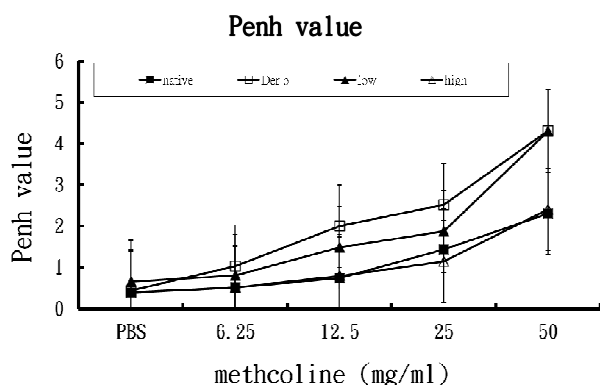 Penh value
6
5
4
3
2
1
0
native Der p low high
Penh value
PBS 6.25 12.5 25 50
methcoline (mg/ml)